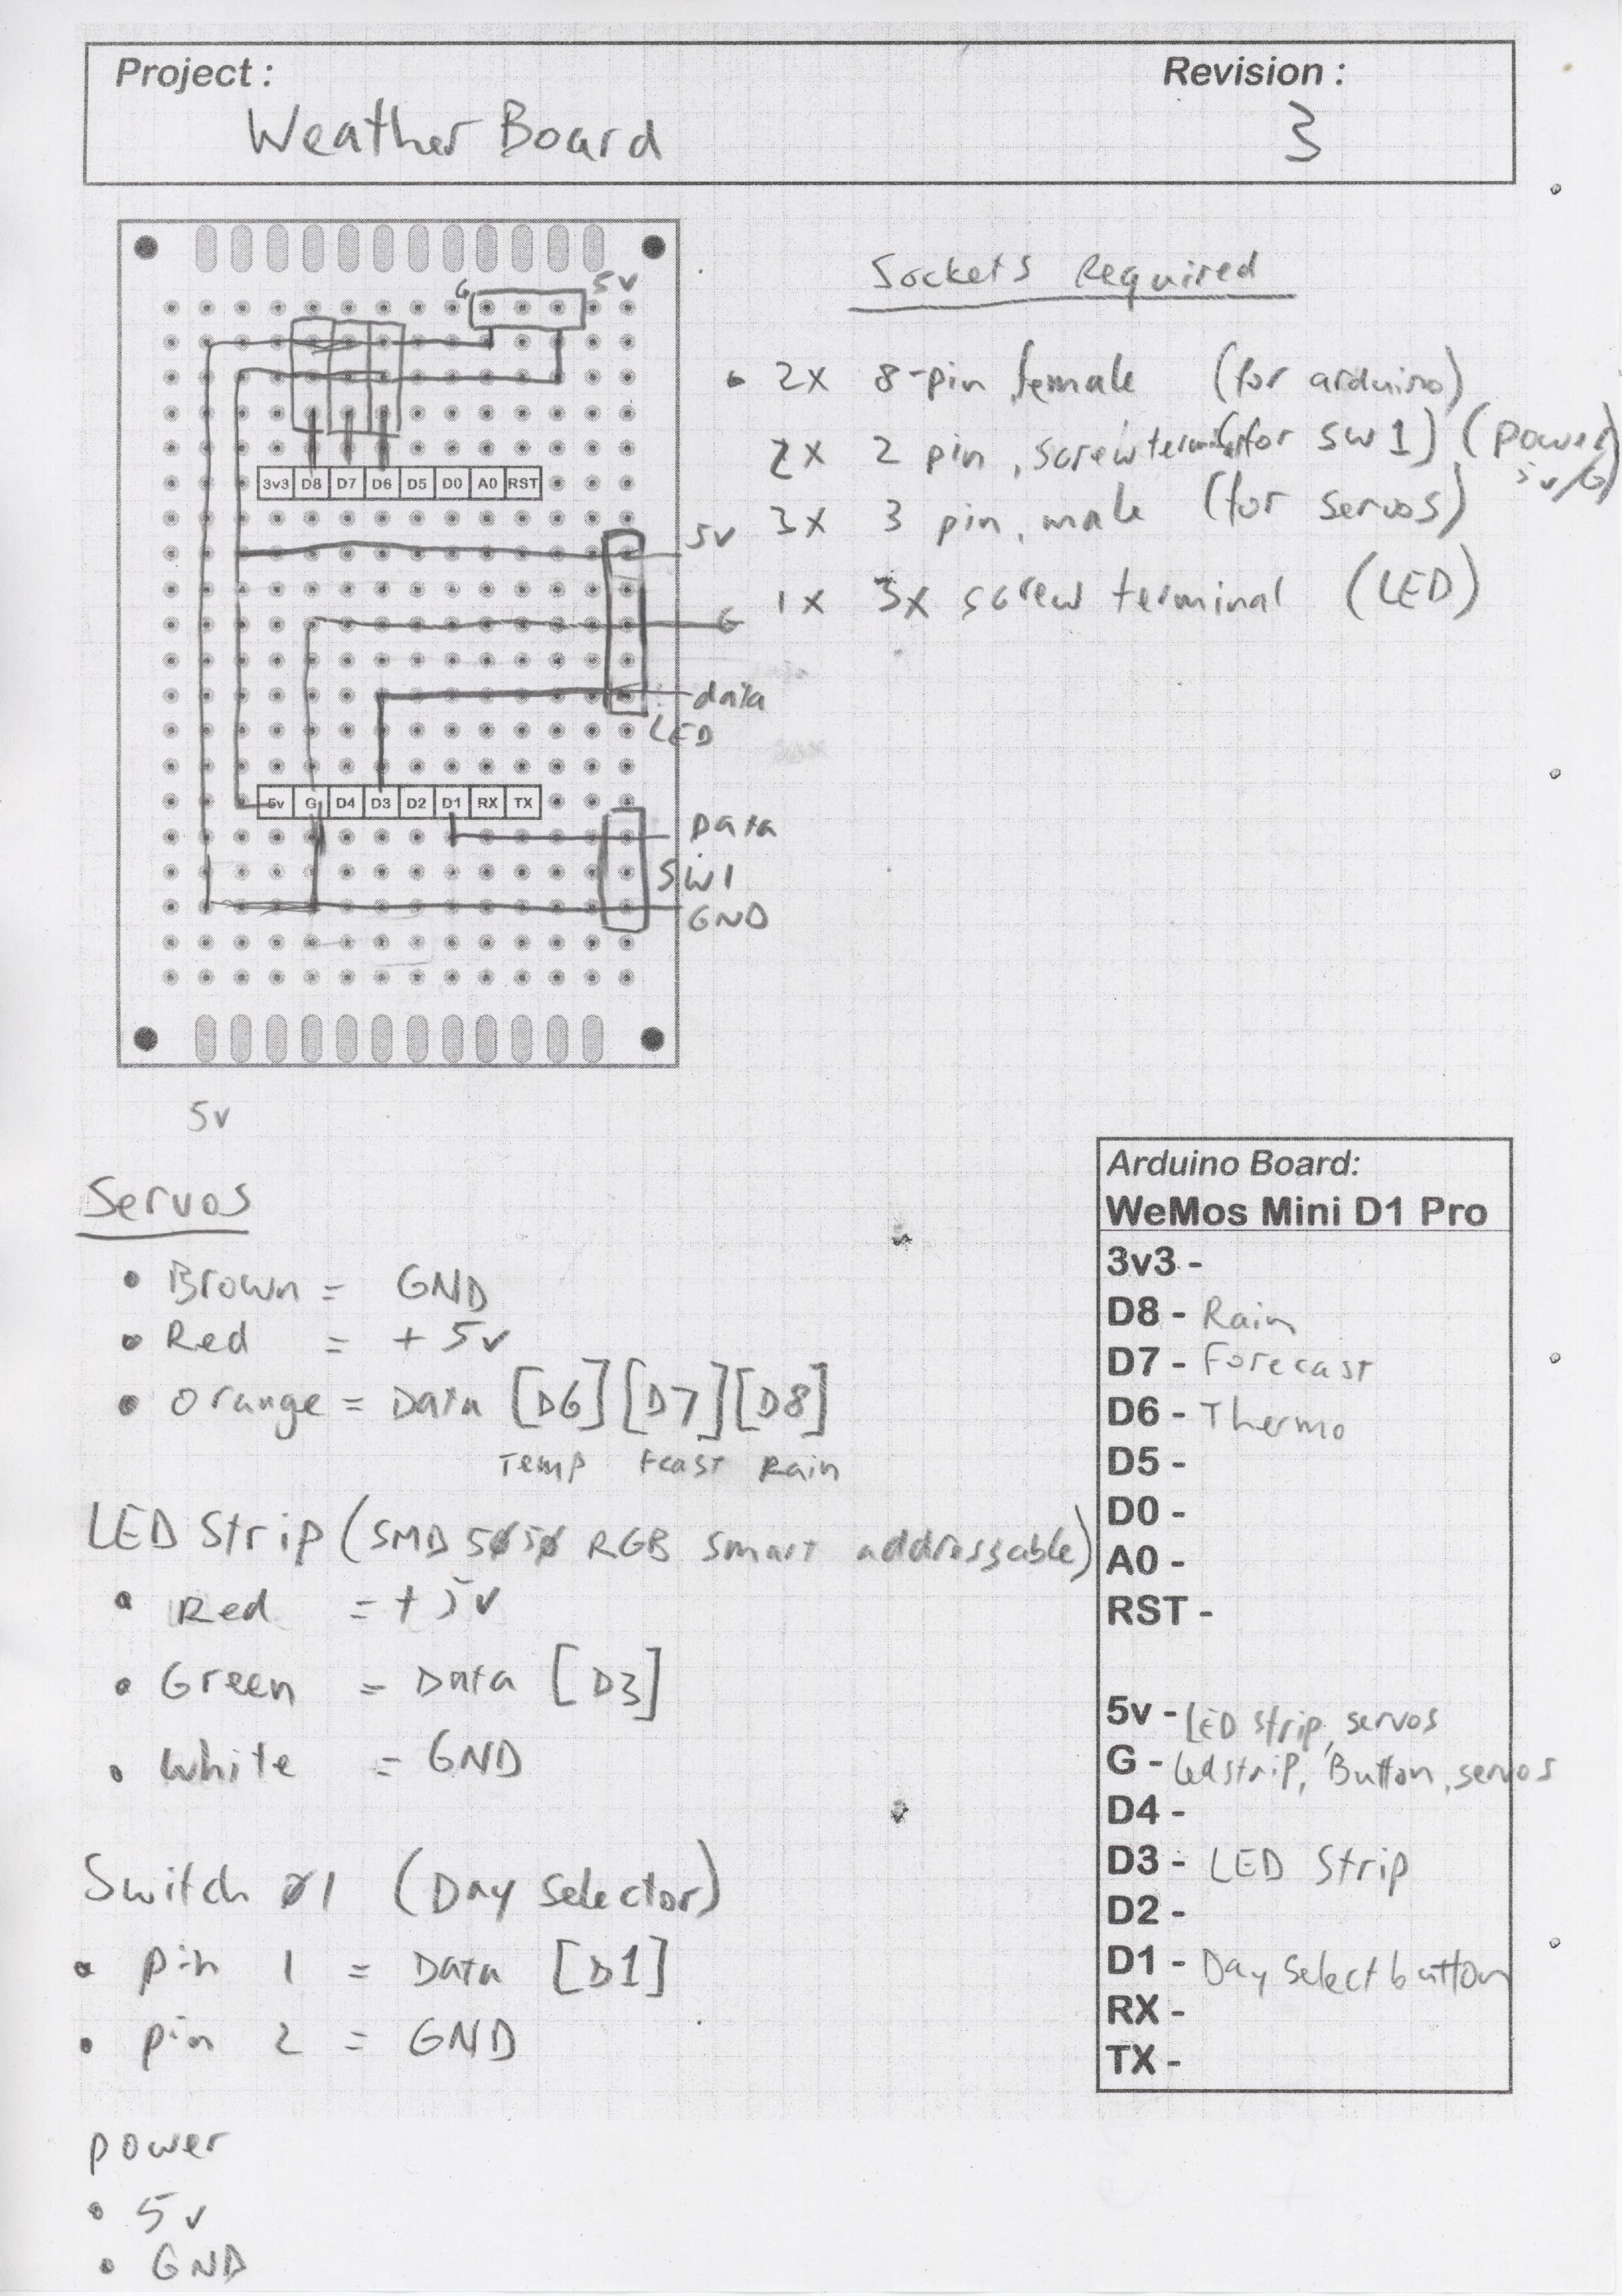 Project :
Revision :
Weather Board
3
G
5v
3v3 D8 D7 D6 D5 D0 A0 RST
5v
G
data
LED
5v G D4 D3 D2 D1 RX TX
Data
SW1
GND
5v
Sockets Required
• 2x 8-pin female (for arduino)
2x 2 pin, screw terminal (for SW1) (power 5v/G)
3x 3 pin, male (for servos)
1x 3x screw terminal (LED)
Servos
• Brown = GND
• Red = +5v
• Orange = Data [D6] [D7] [D8]
Temp Fcast Rain
LED Strip (SMD 5050 RGB smart addressable)
• Red = +5v
• Green = Data [D3]
• White = GND
Switch 01 (Day Selector)
• pin 1 = Data [D1]
• pin 2 = GND
power
• 5v
• GND
Arduino Board:
WeMos Mini D1 Pro
3v3 -
D8 - Rain
D7 - Forecast
D6 - Thermo
D5 -
D0 -
A0 -
RST -
5v - LED strip, servos
G - Ledstrip, Button, servos
D4 -
D3 - LED Strip
D2 -
D1 - Day Select button
RX -
TX -